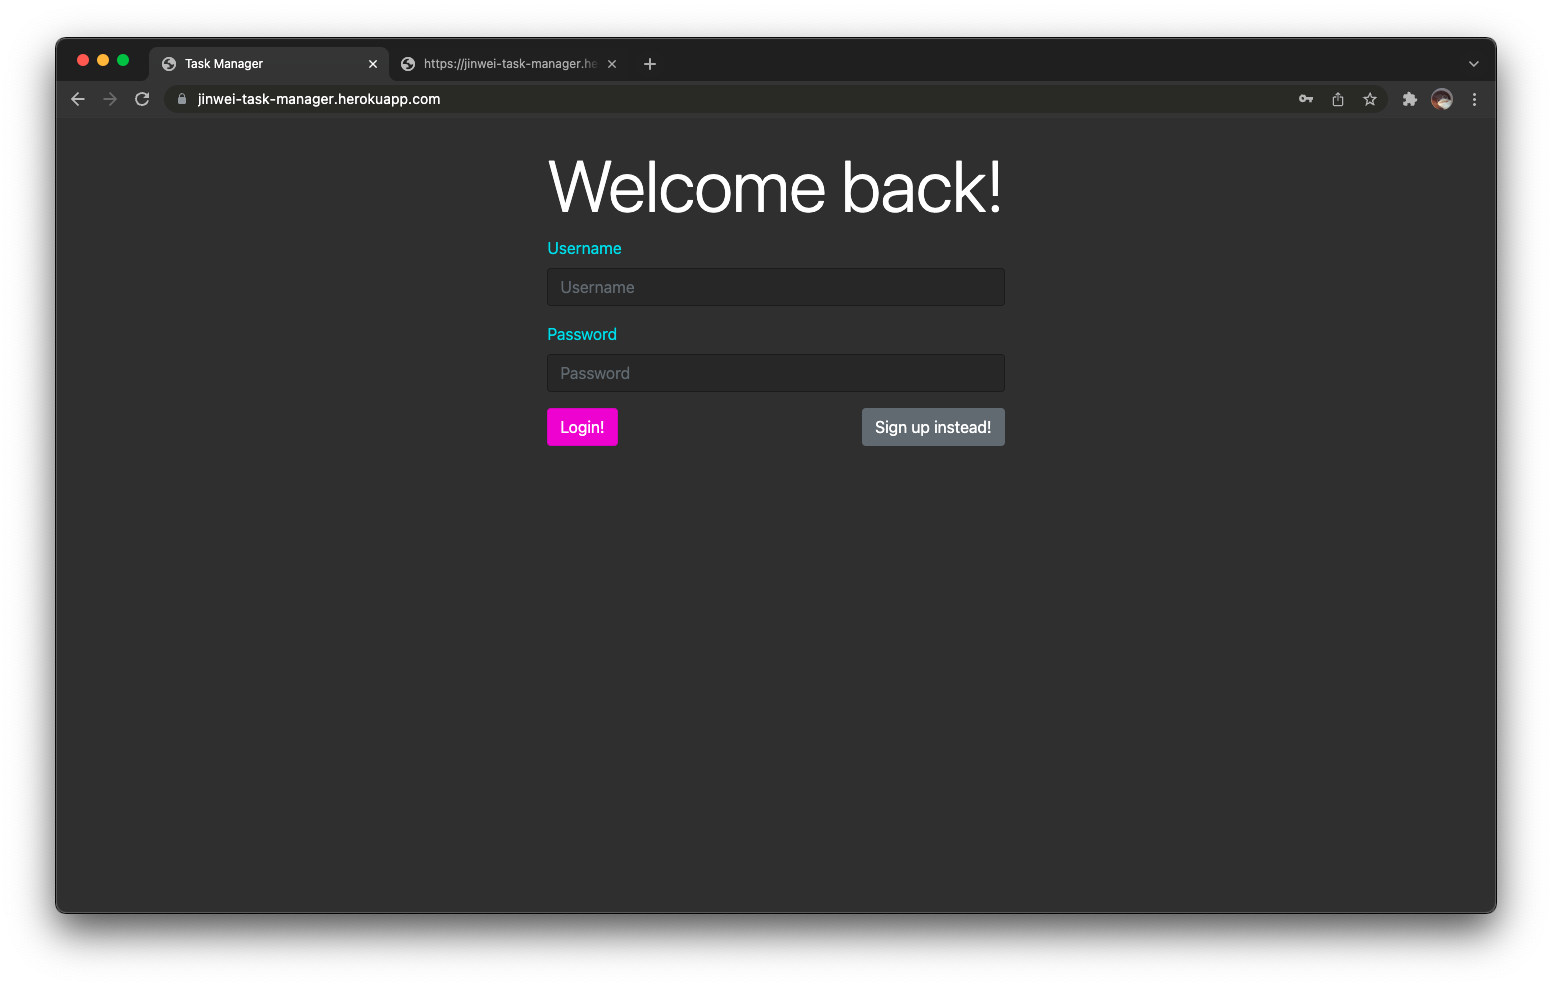 Task Manager
https://jinwei-task-manager.he
jinwei-task-manager.herokuapp.com
Welcome back!
Username
Username
Password
Password
Login!
Sign up instead!